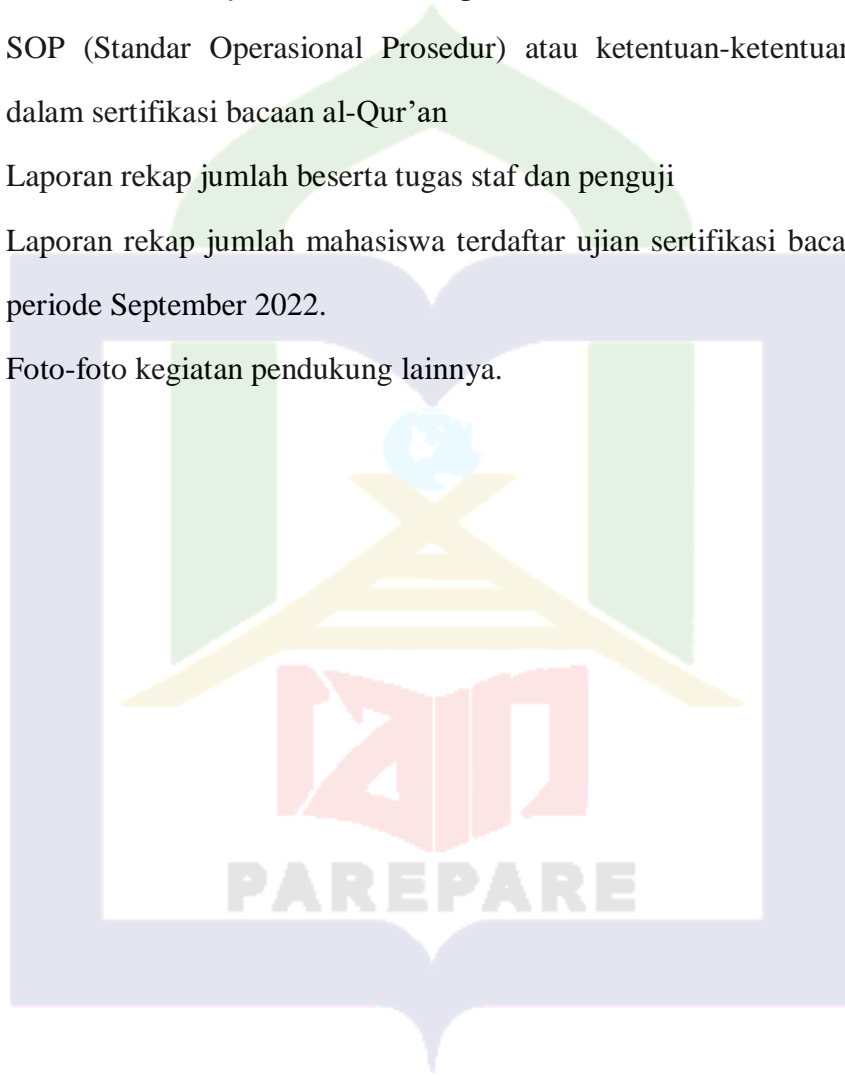 SOP (Standar Operasional Prosedur) atau ketentuan-ketentuan
dalam sertifikasi bacaan al-Qur’an
Laporan rekap jumlah beserta tugas staf dan penguji
Laporan rekap jumlah mahasiswa terdaftar ujian sertifikasi baca
periode September 2022.
Foto-foto kegiatan pendukung lainnya.
iain
PAREPARE